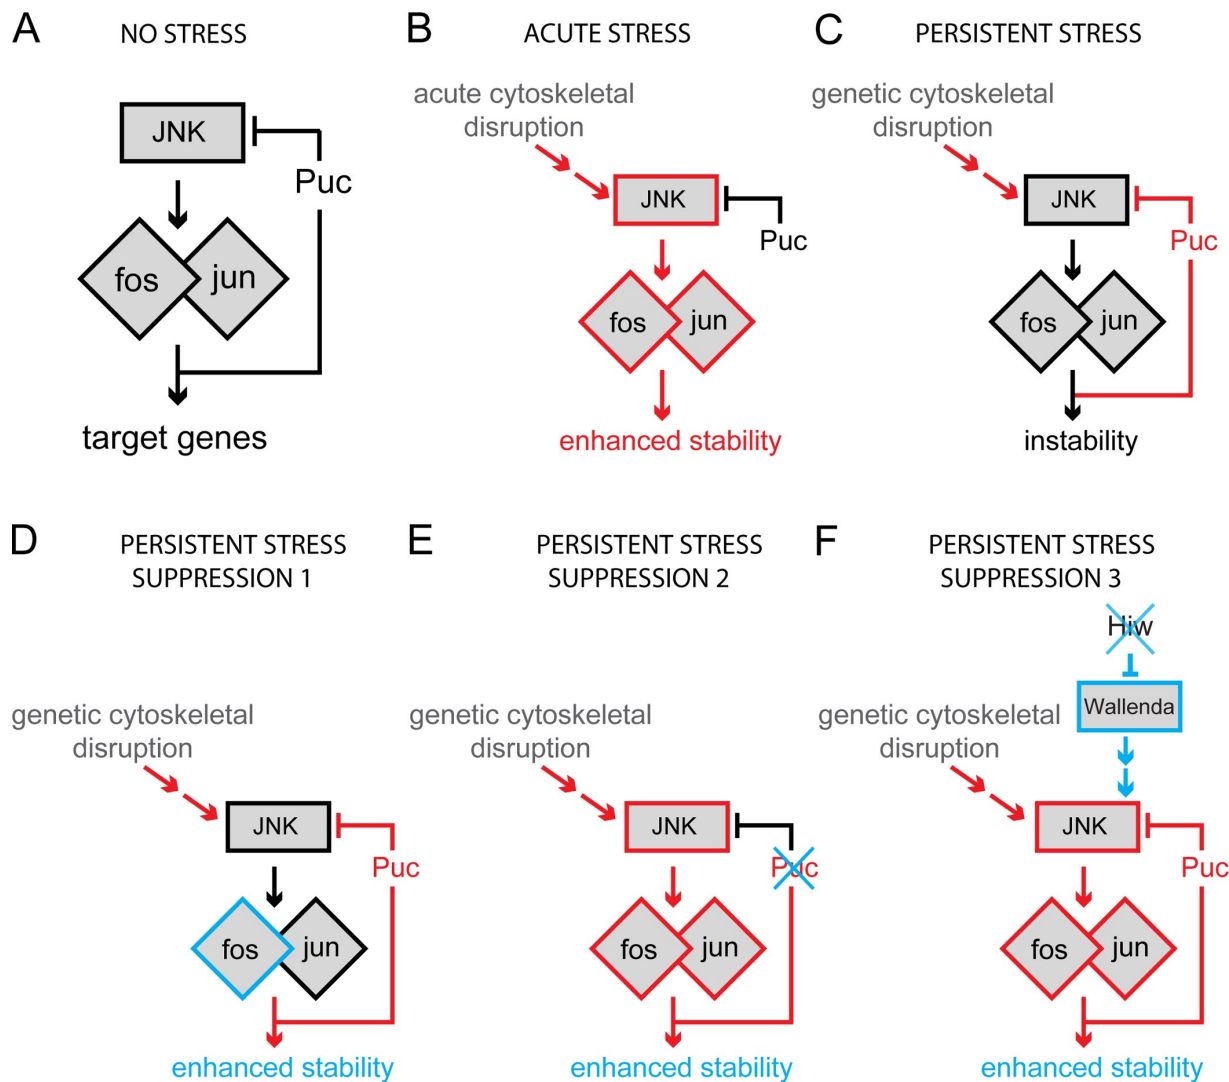 A
NO STRESS
JNK
Puc
fos
jun
target genes
B
ACUTE STRESS
acute cytoskeletal
disruption
JNK
Puc
fos
jun
enhanced stability
C
PERSISTENT STRESS
genetic cytoskeletal
disruption
JNK
Puc
fos
jun
instability
D
PERSISTENT STRESS
SUPPRESSION 1
genetic cytoskeletal
disruption
JNK
Puc
fos
jun
enhanced stability
E
PERSISTENT STRESS
SUPPRESSION 2
genetic cytoskeletal
disruption
JNK
Puc
fos
jun
enhanced stability
F
PERSISTENT STRESS
SUPPRESSION 3
Hiw
Wallenda
genetic cytoskeletal
disruption
JNK
Puc
fos
jun
enhanced stability